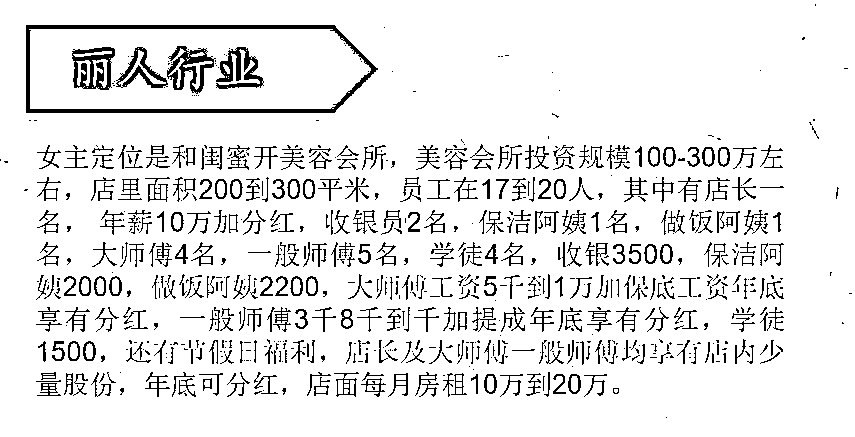 丽人行业
女主定位是和闺蜜开美容会所，美容会所投资规模100-300万左
右，店里面积200到300平米，员工在17到20人，其中有店长一
名， 年薪10万加分红，收银员2名，保洁阿姨1名，做饭阿姨1
名，大师傅4名，一般师傅5名，学徒4名，收银3500，保洁阿
姨2000，做饭阿姨2200，大师傅工资5千到1万加保底工资年底
享有分红，一般师傅3千8千到千加提成年底享有分红，学徒
1500，还有节假日福利，店长及大师傅一般师傅均享有店内少
量股份，年底可分红，店面每月房租10万到20万。